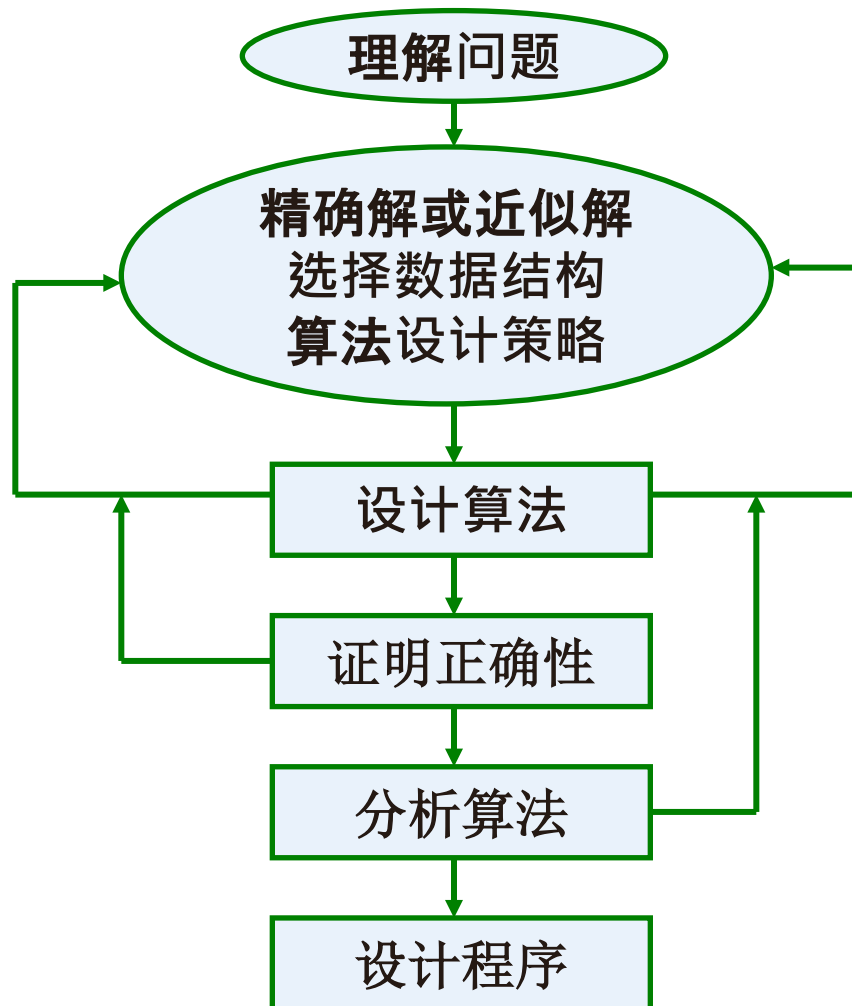 理解问题
精确解或近似解
选择数据结构
算法设计策略
设计算法
证明正确性
分析算法
设计程序